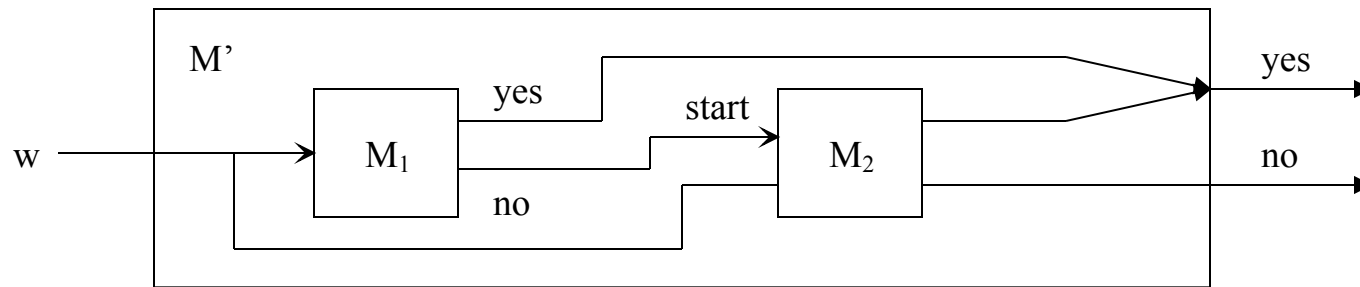 M’
yes
yes
start
w
M₁
M₂
no
no